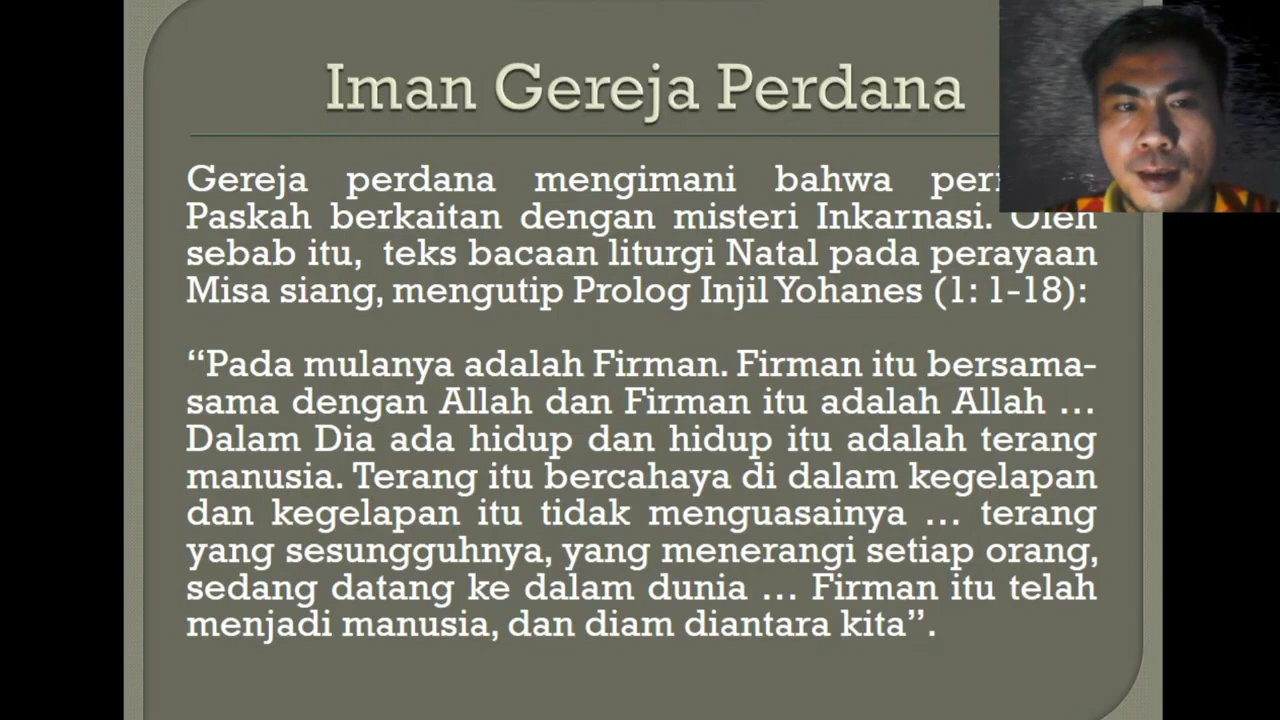 Iman Gereja Perdana
Gereja perdana mengimani bahwa
Paskah berkaitan dengan misteri Inkarnasi. Oleh
sebab itu, teks bacaan liturgi Natal pada perayaan
Misa siang, mengutip Prolog Injil Yohanes (1: 1-18):
“Pada mulanya adalah Firman. Firman itu bersama-
sama dengan Allah dan Firman itu adalah Allah …
Dalam Dia ada hidup dan hidup itu adalah terang
manusia. Terang itu bercahaya di dalam kegelapan
dan kegelapan itu tidak menguasainya … terang
yang sesungguhnya, yang menerangi setiap orang,
sedang datang ke dalam dunia … Firman itu telah
menjadi manusia, dan diam diantara kita”.